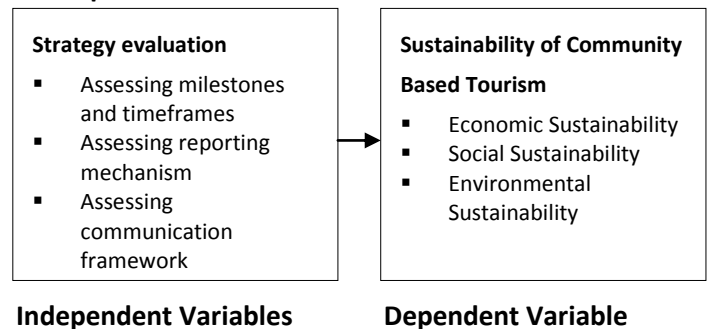 Strategy evaluation
▪ Assessing milestones
and timeframes
▪ Assessing reporting
mechanism
▪ Assessing
communication
framework
Sustainability of Community
Based Tourism
▪ Economic Sustainability
▪ Social Sustainability
▪ Environmental
Sustainability
Independent Variables
Dependent Variable